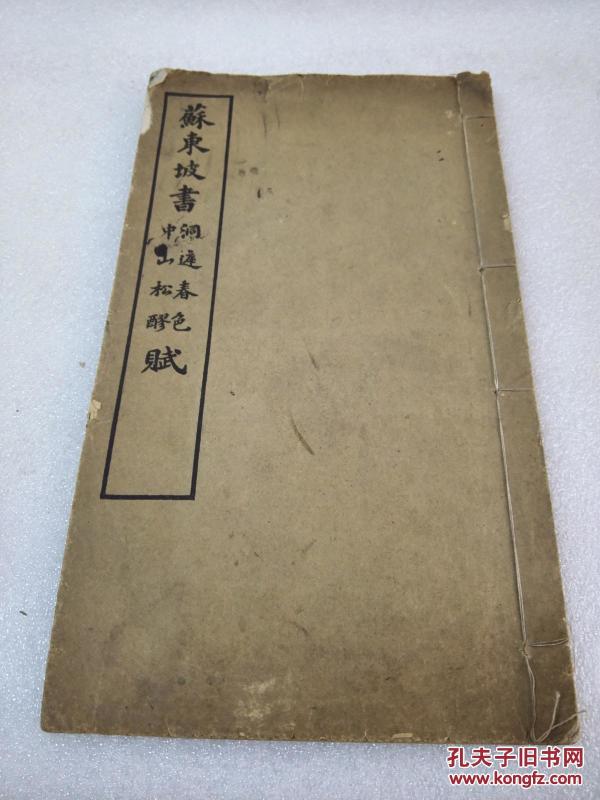 蘇東坡書
洞庭春色
中山松醪
賦
孔夫子旧书网
www.kongfz.com